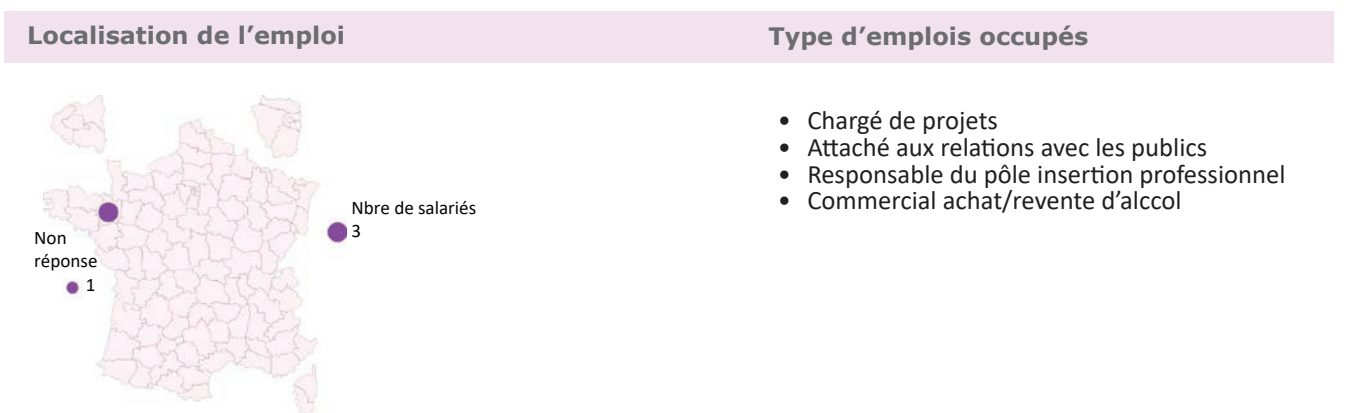 Localisation de l’emploi
Type d’emplois occupés
Nbre de salariés
3
Non
réponse
1
• Chargé de projets
• Attaché aux relations avec les publics
• Responsable du pôle insertion professionnel
• Commercial achat/revente d’alccol